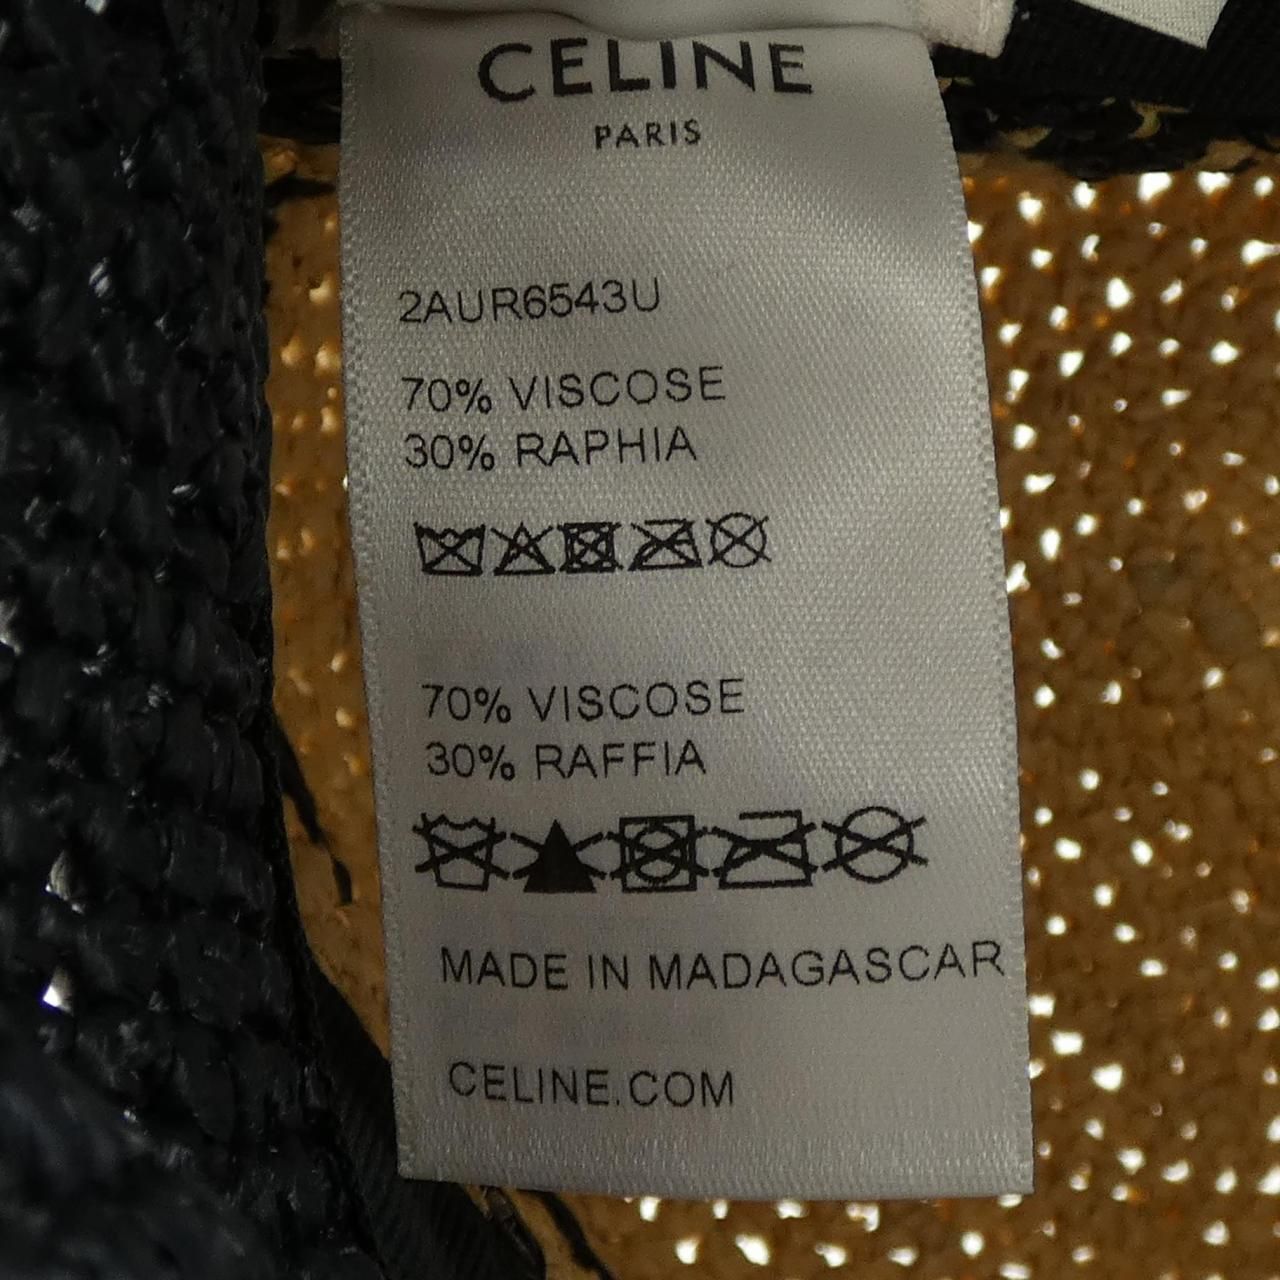 CELINE
PARIS
2AUR6543U
70% VISCOSE
30% RAPHIA
70% VISCOSE
30% RAFFIA
MADE IN MADAGASCAR
CELINE.COM